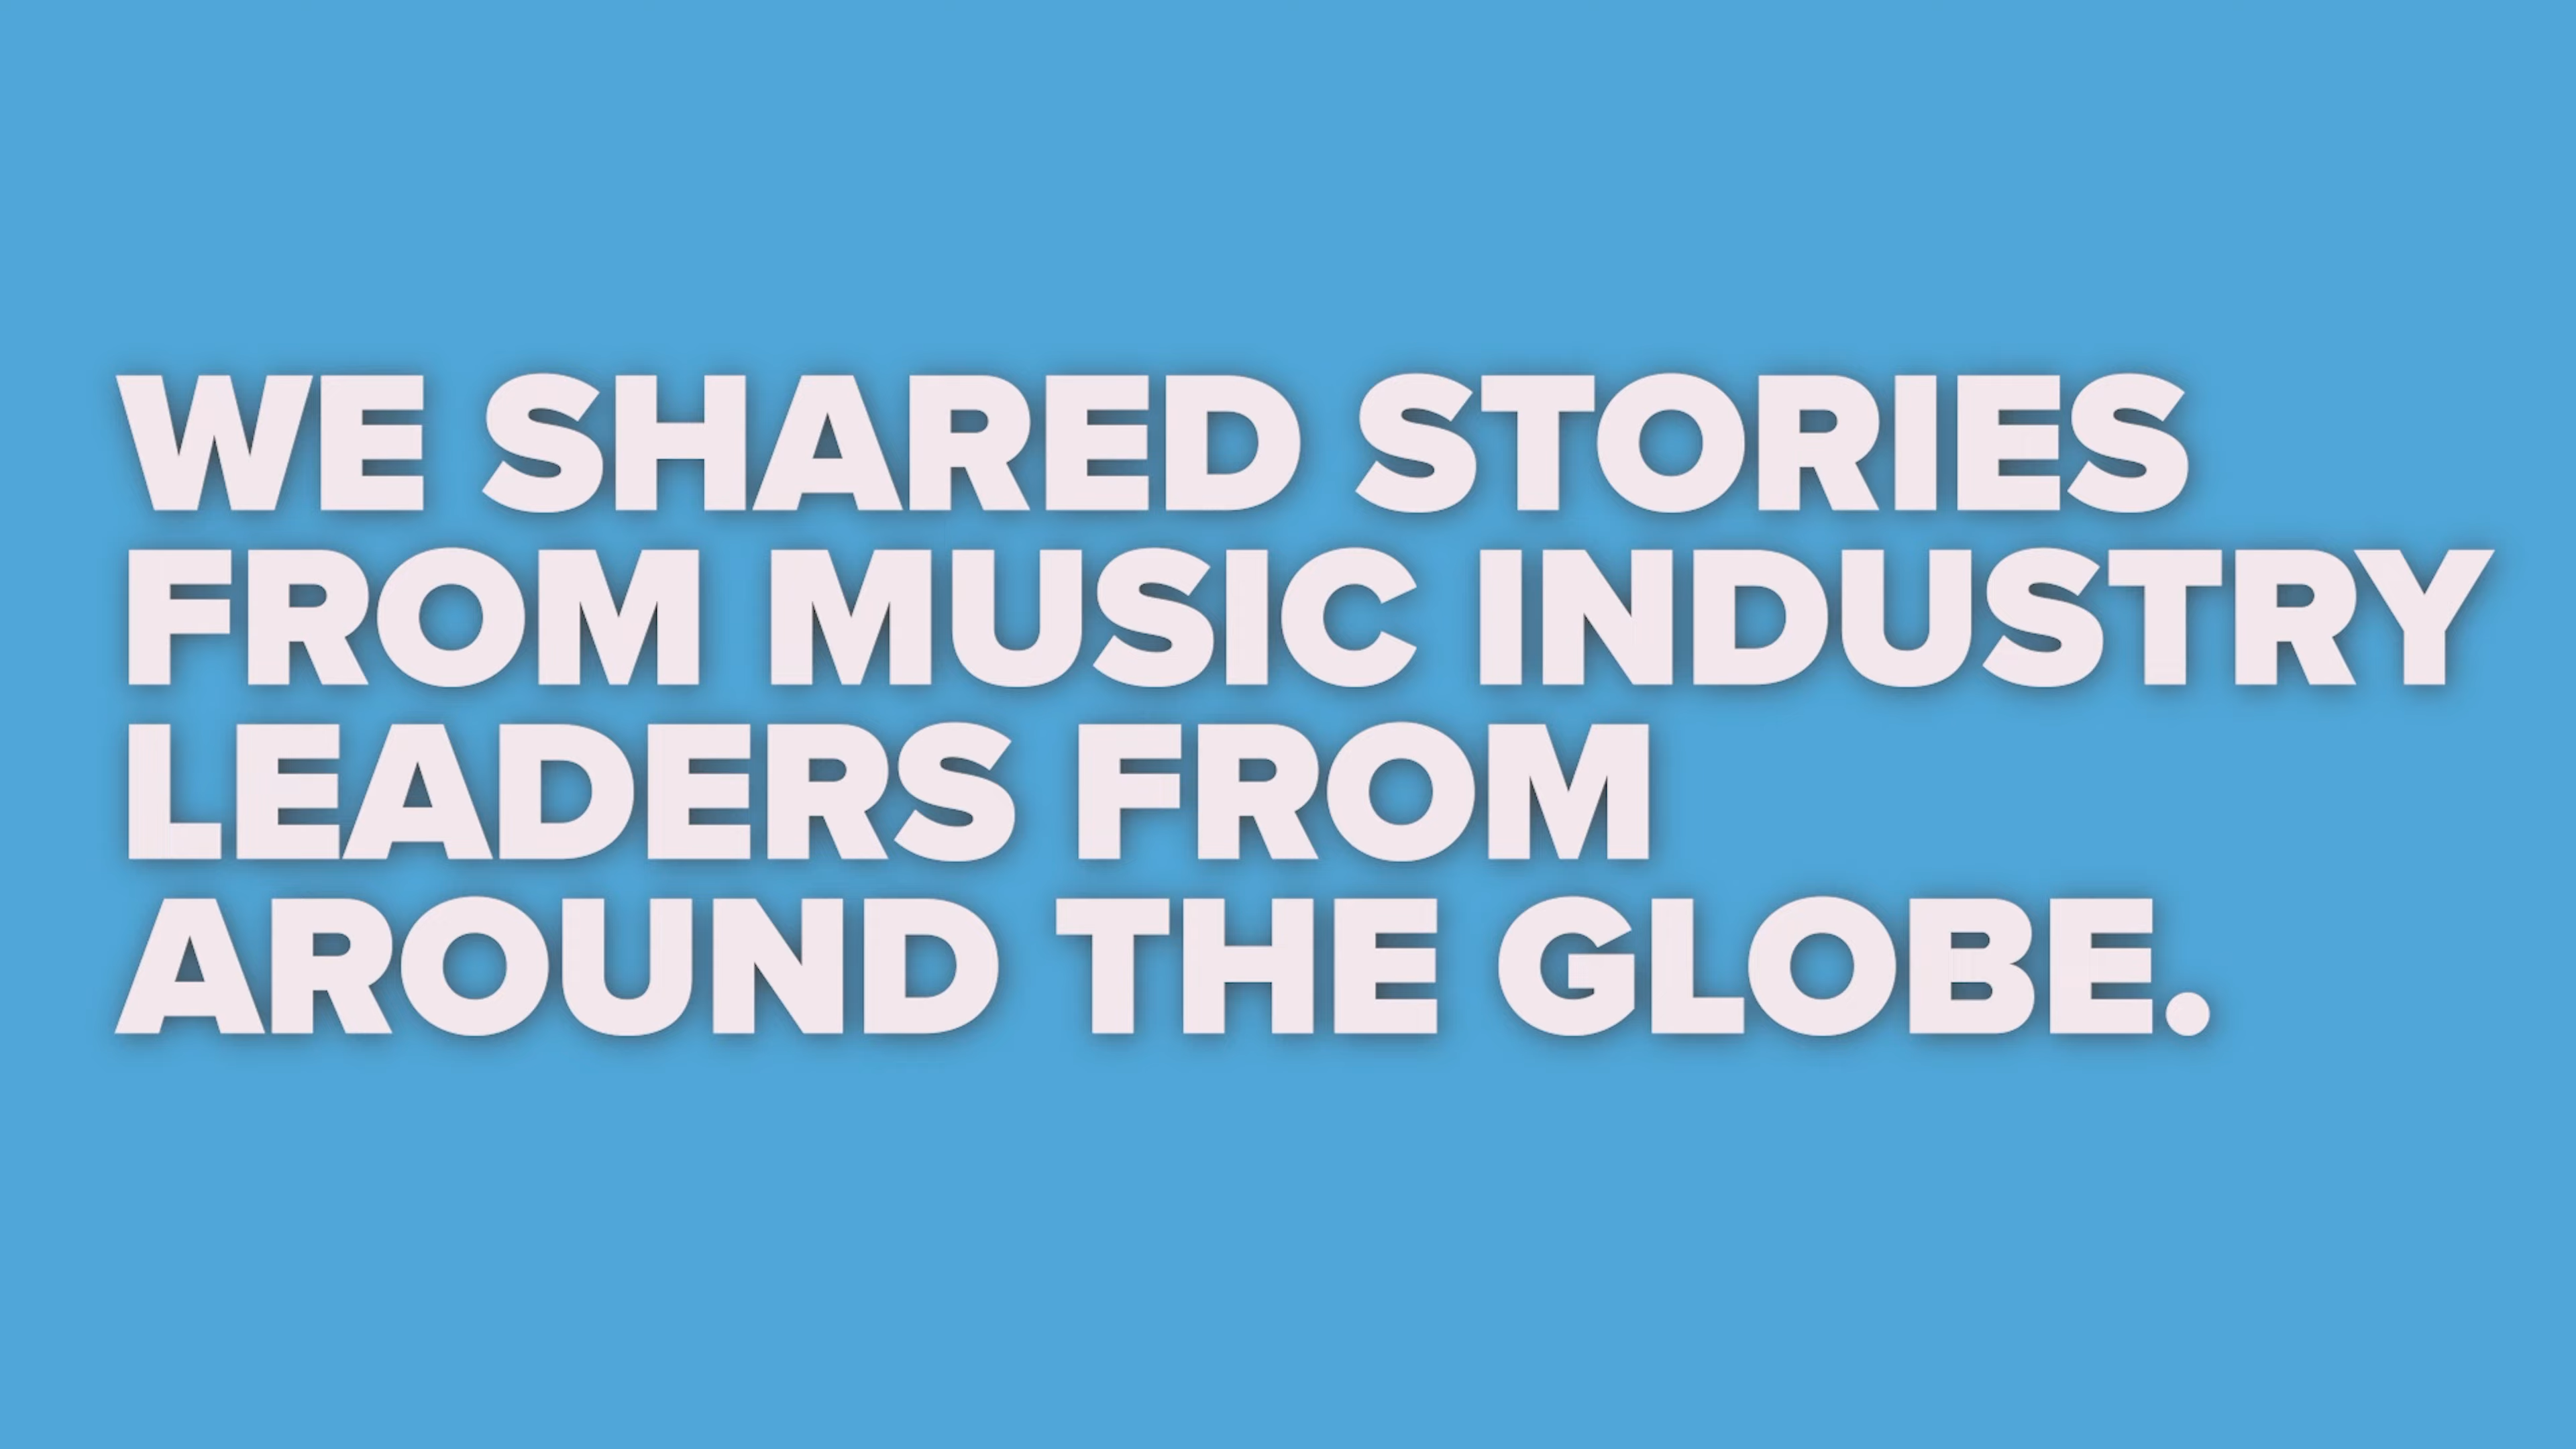 WE SHARED STORIES
FROM MUSIC INDUSTRY
LEADERS FROM
AROUND THE GLOBE.